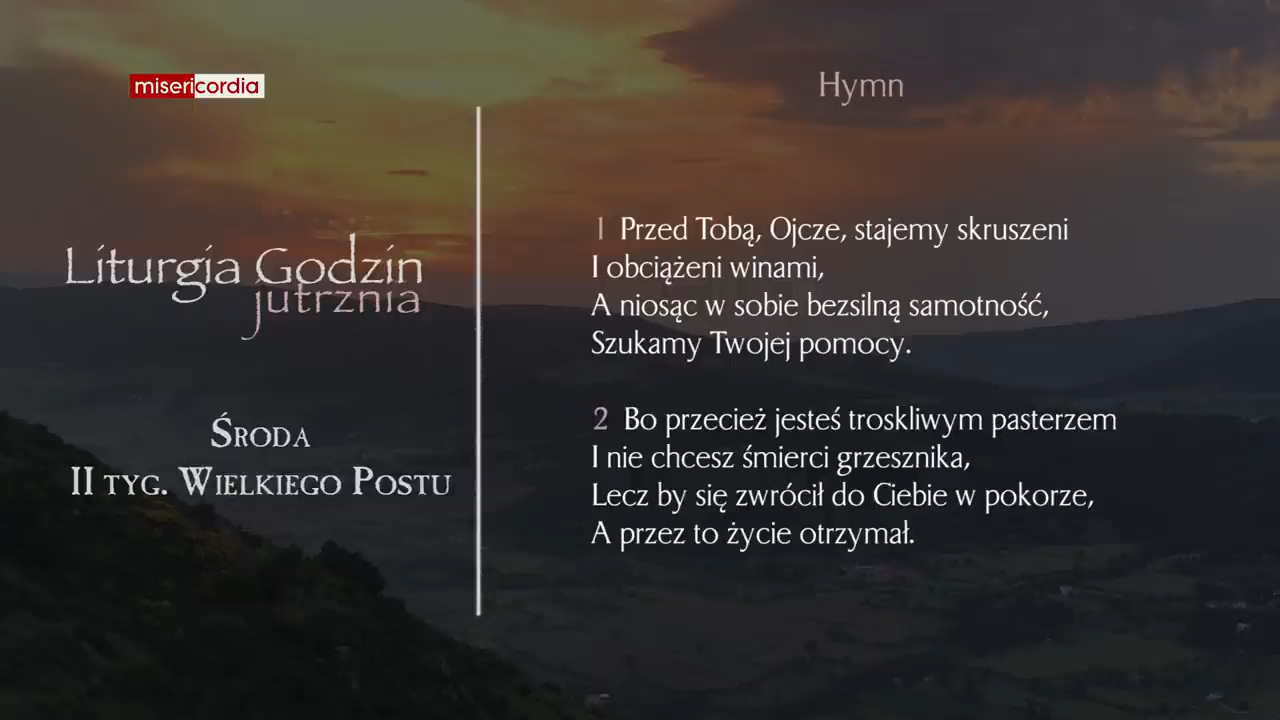 misericordia
Liturgia Godzin
jutrznia
Środa
II tyg. Wielkiego Postu
Hymn
1 Przed Tobą, Ojcze, stajemy skruszeni
I obciążeni winami,
A niosąc w sobie bezsilną samotność,
Szukamy Twojej pomocy.
2 Bo przecież jesteś troskliwym pasterzem
I nie chcesz śmierci grzesznika,
Lecz by się zwrócił do Ciebie w pokorze,
A przez to życie otrzymał.